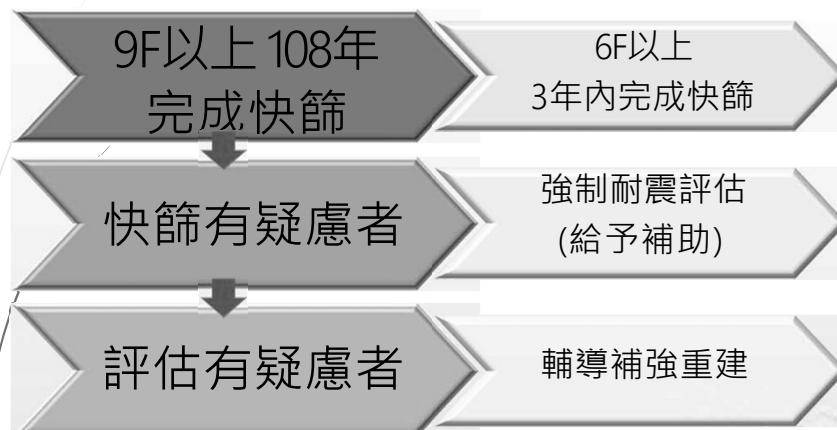 9F以上 108年
完成快篩
6F以上
3年內完成快篩
快篩有疑慮者
強制耐震評估
(給予補助)
評估有疑慮者
輔導補強重建